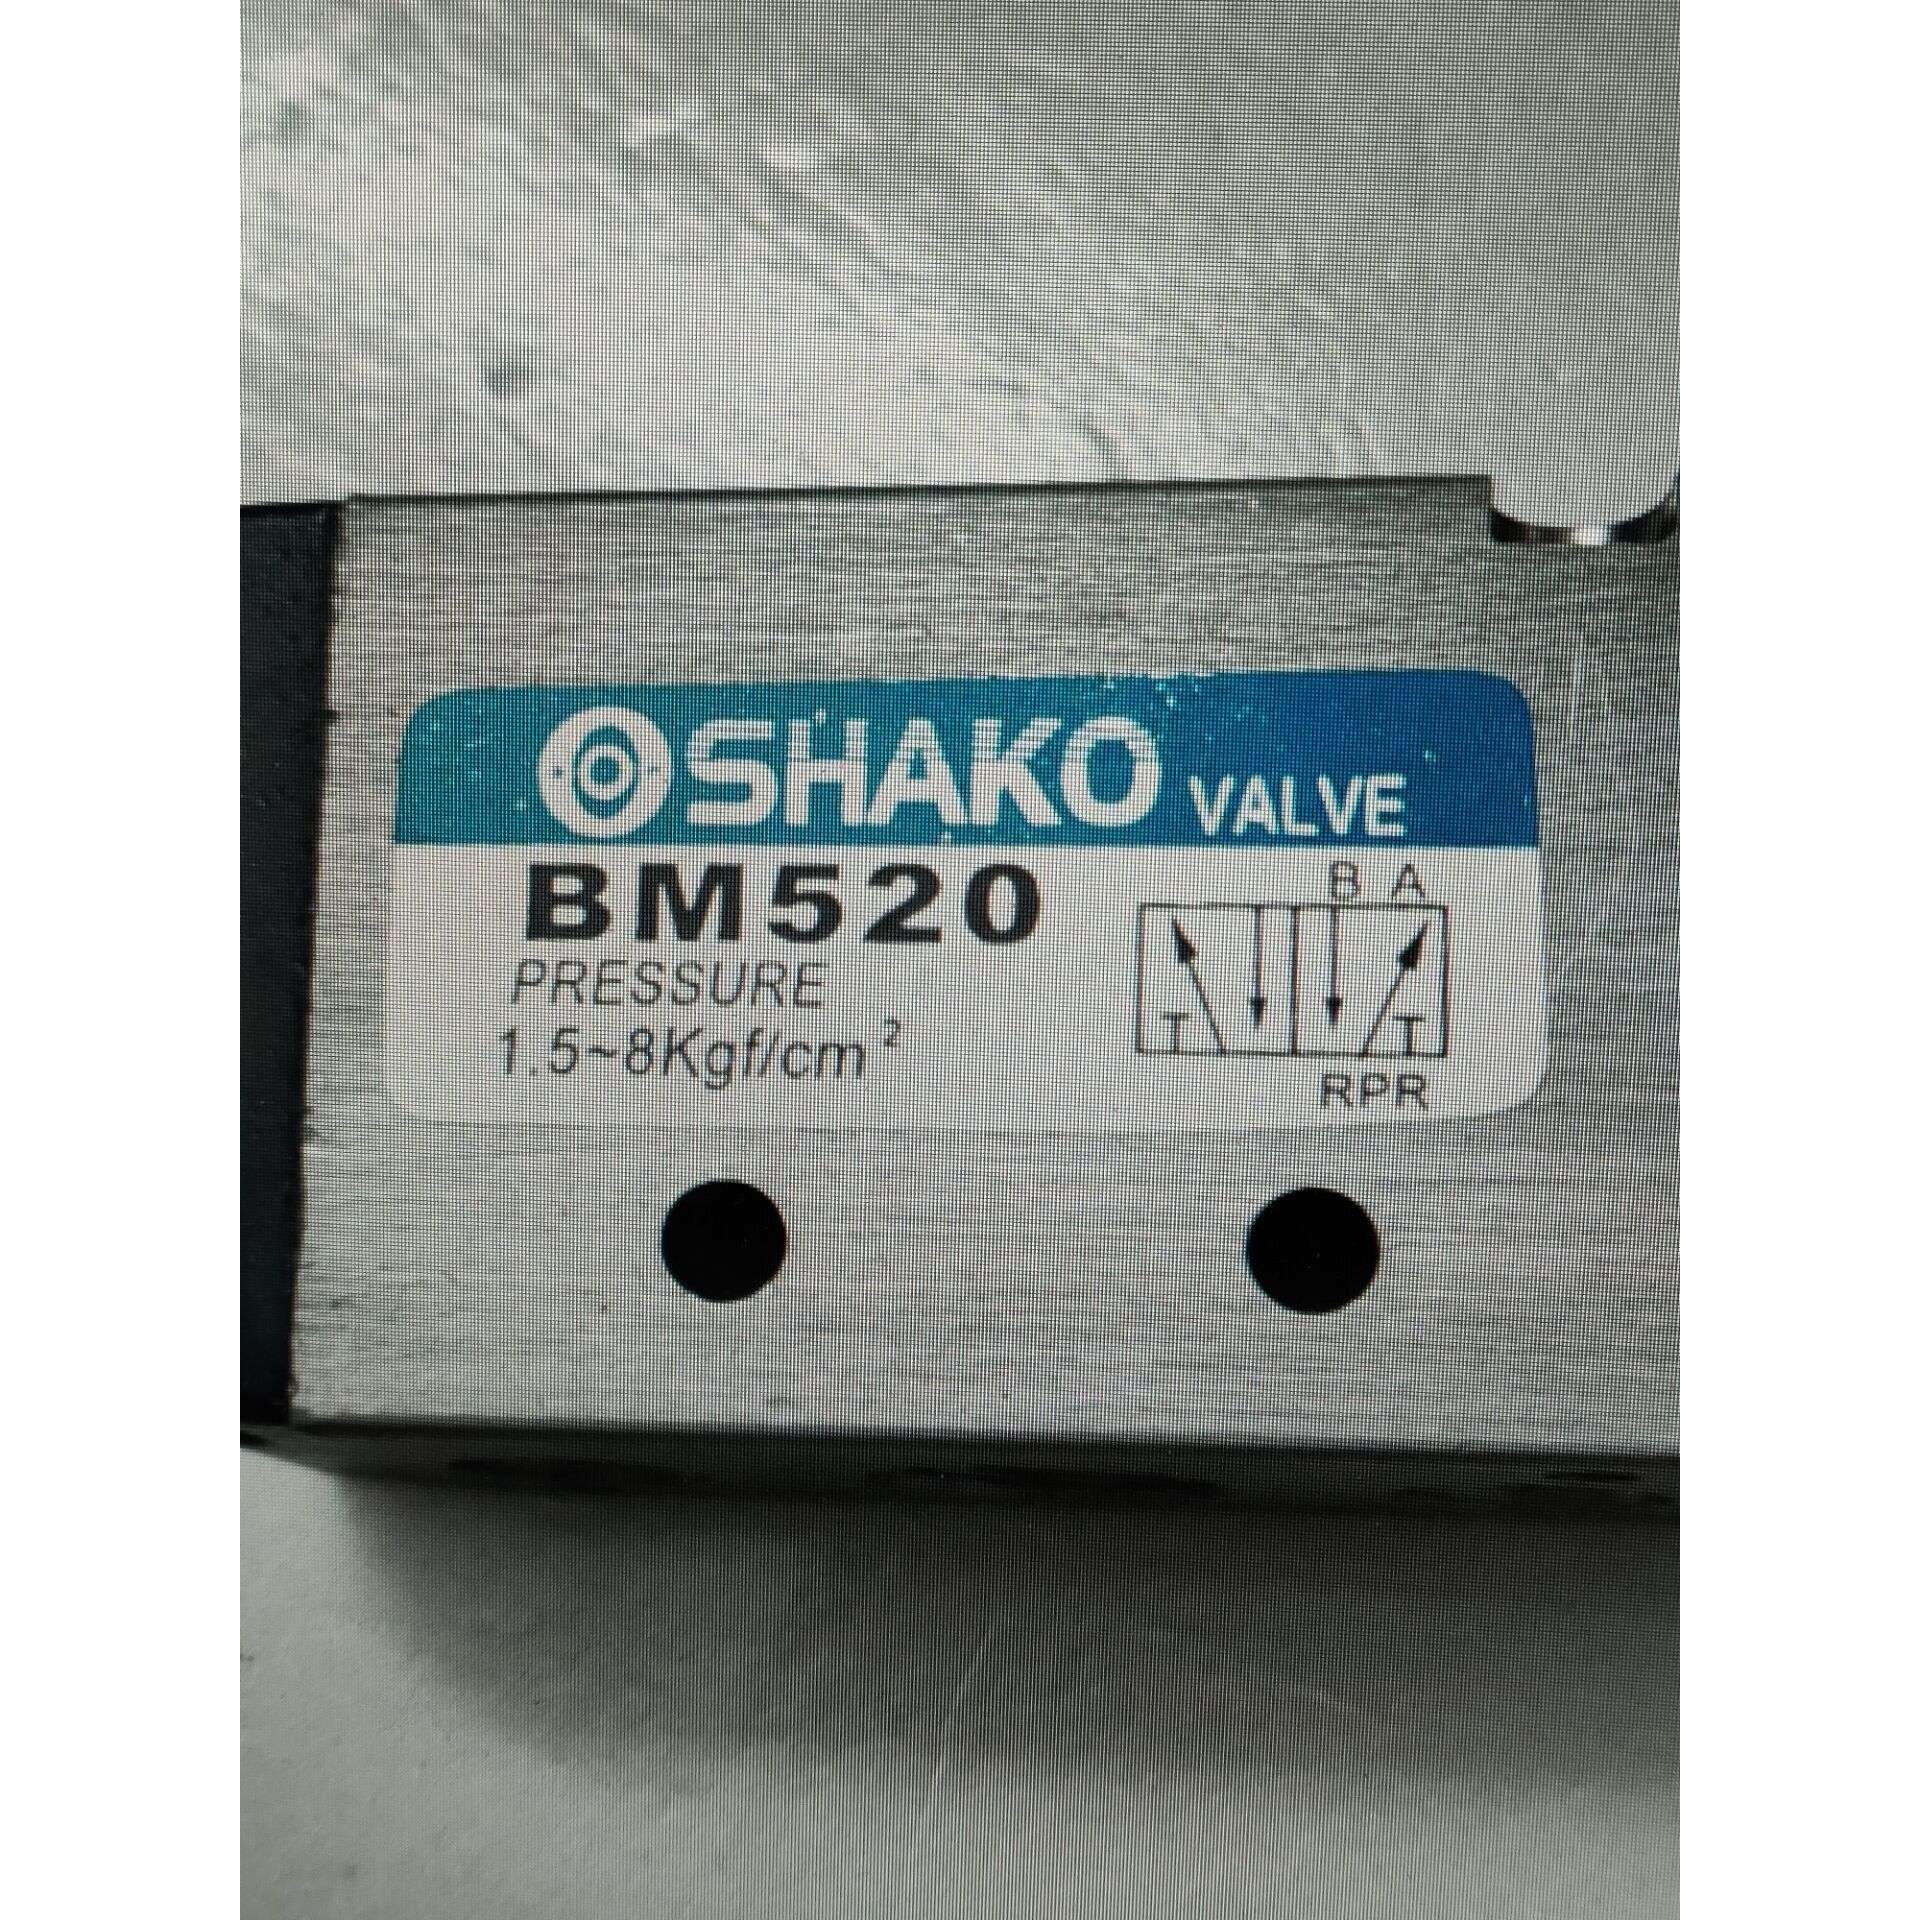 SHAKO VALVE
BM520
PRESSURE
1.5~8Kgf/cm²
B A
T T
RPR